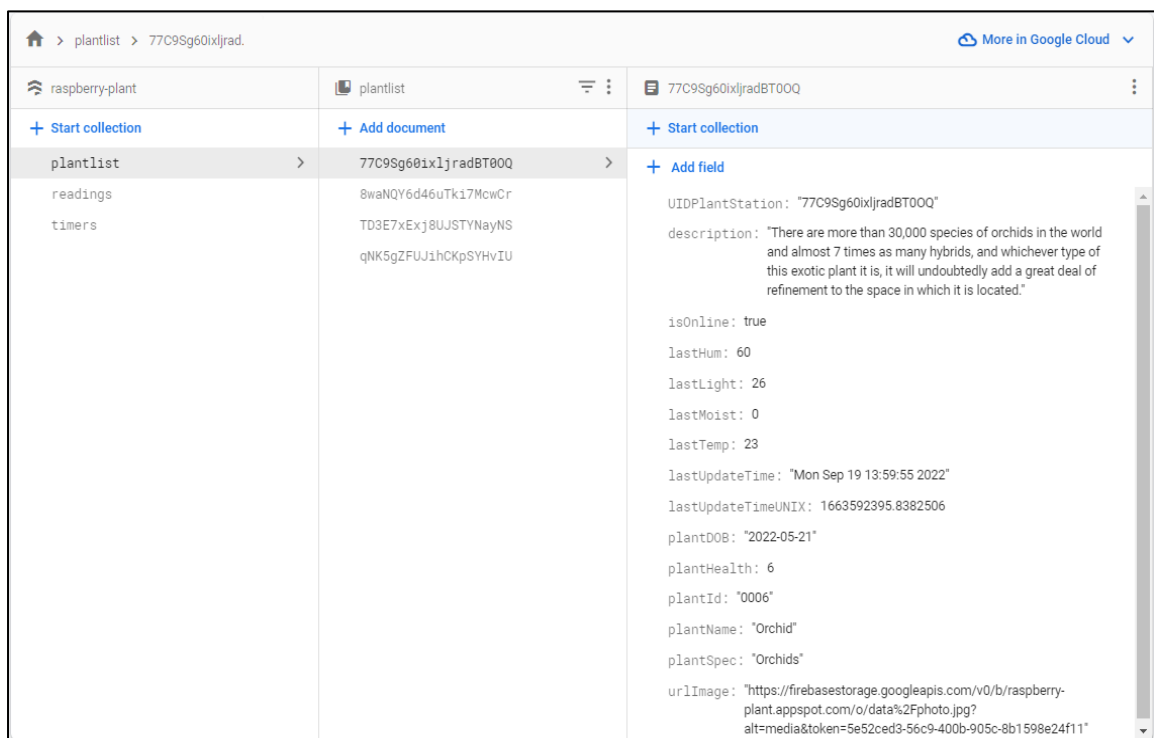 plantlist > 77C9Sg60ixljrad.
More in Google Cloud
raspberry-plant
+ Start collection
plantlist
readings
timers
plantlist
+ Add document
77C9Sg60ixljradBT0OQ
8waNQY6d46uTki7McwCr
TD3E7xExj8UJSTYNayNS
qNK5gZFUJihCKpSYHvIU
77C9Sg60ixljradBT0OQ
+ Start collection
+ Add field
UIDPlantStation: "77C9Sg60ixljradBT0OQ"
description: "There are more than 30,000 species of orchids in the world
and almost 7 times as many hybrids, and whichever type of
this exotic plant it is, it will undoubtedly add a great deal of
refinement to the space in which it is located."
isOnline: true
lastHum: 60
lastLight: 26
lastMoist: 0
lastTemp: 23
lastUpdateTime: "Mon Sep 19 13:59:55 2022"
lastUpdateTimeUNIX: 1663592395.8382506
plantDOB: "2022-05-21"
plantHealth: 6
plantId: "0006"
plantName: "Orchid"
plantSpec: "Orchids"
urlImage: "https://firebasestorage.googleapis.com/v0/b/raspberry-
plant.appspot.com/o/data%2Fphoto.jpg?
alt=media&token=5e52ced3-56c9-400b-905c-8b1598e24f11"